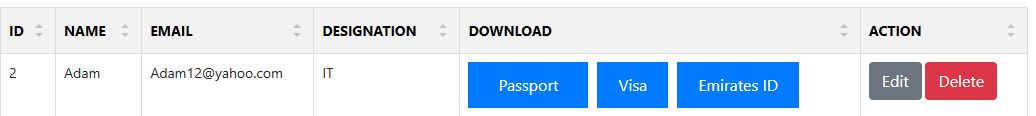 ID NAME EMAIL DESIGNATION DOWNLOAD ACTION
2 Adam Adam12@yahoo.com IT Passport Visa Emirates ID Edit Delete